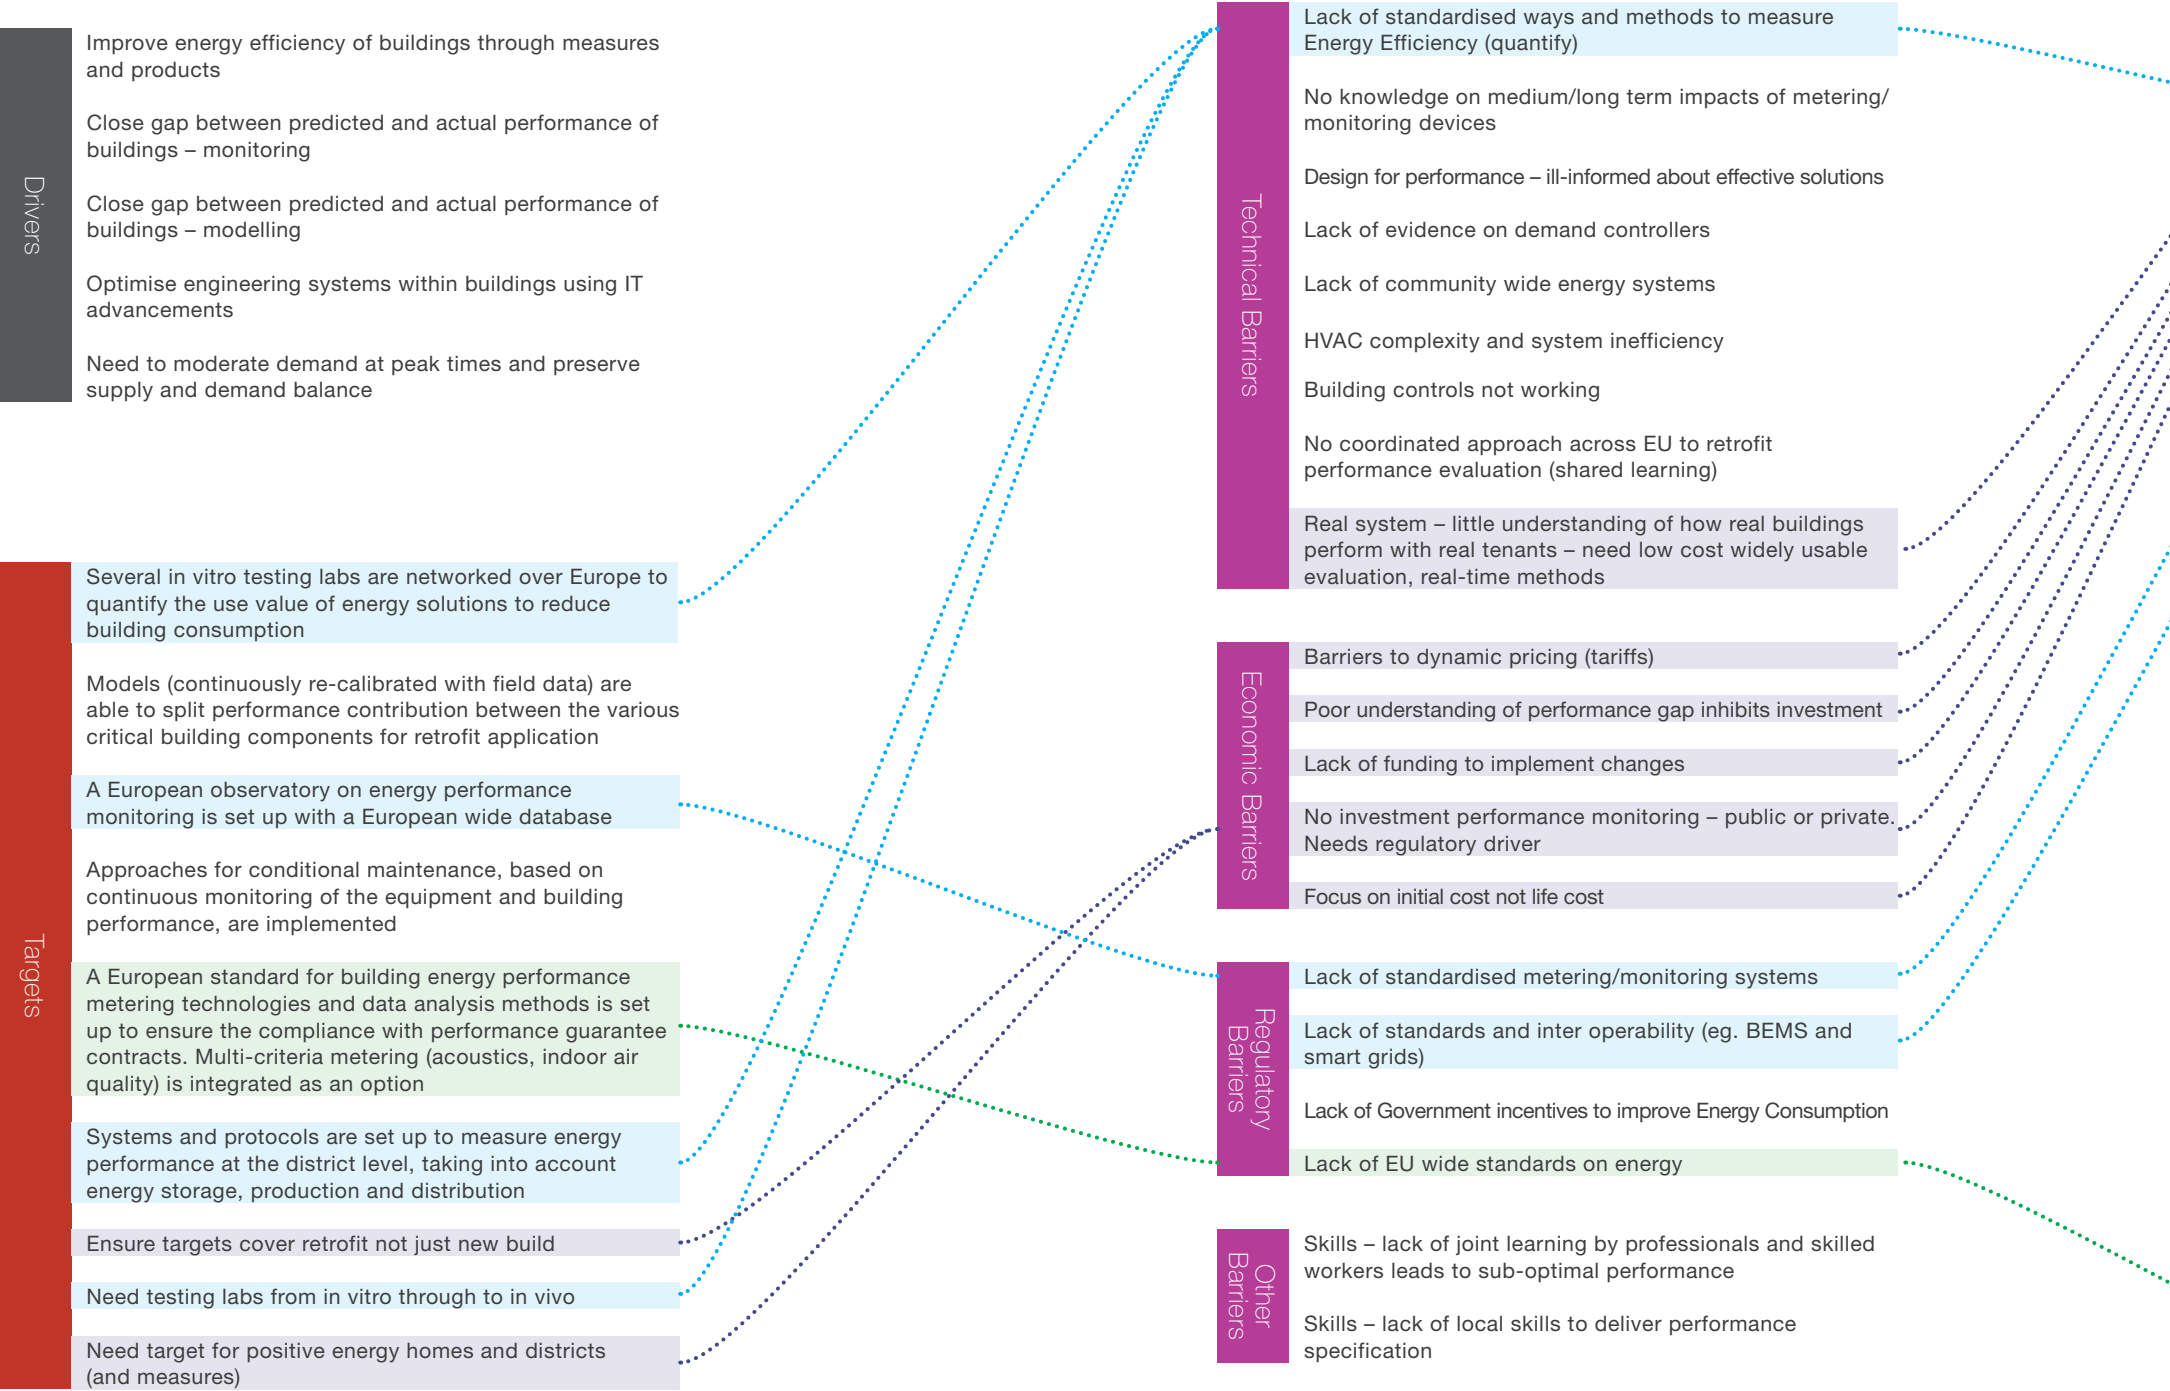 Drivers
Improve energy efficiency of buildings through measures
and products
Close gap between predicted and actual performance of
buildings – monitoring
Close gap between predicted and actual performance of
buildings – modelling
Optimise engineering systems within buildings using IT
advancements
Need to moderate demand at peak times and preserve
supply and demand balance
Targets
Several in vitro testing labs are networked over Europe to
quantify the use value of energy solutions to reduce
building consumption
Models (continuously re-calibrated with field data) are
able to split performance contribution between the various
critical building components for retrofit application
A European observatory on energy performance
monitoring is set up with a European wide database
Approaches for conditional maintenance, based on
continuous monitoring of the equipment and building
performance, are implemented
A European standard for building energy performance
metering technologies and data analysis methods is set
up to ensure the compliance with performance guarantee
contracts. Multi-criteria metering (acoustics, indoor air
quality) is integrated as an option
Systems and protocols are set up to measure energy
performance at the district level, taking into account
energy storage, production and distribution
Ensure targets cover retrofit not just new build
Need testing labs from in vitro through to in vivo
Need target for positive energy homes and districts
(and measures)
Technical Barriers
Lack of standardised ways and methods to measure
Energy Efficiency (quantify)
No knowledge on medium/long term impacts of metering/
monitoring devices
Design for performance – ill-informed about effective solutions
Lack of evidence on demand controllers
Lack of community wide energy systems
HVAC complexity and system inefficiency
Building controls not working
No coordinated approach across EU to retrofit
performance evaluation (shared learning)
Real system – little understanding of how real buildings
perform with real tenants – need low cost widely usable
evaluation, real-time methods
Economic Barriers
Barriers to dynamic pricing (tariffs)
Poor understanding of performance gap inhibits investment
Lack of funding to implement changes
No investment performance monitoring – public or private.
Needs regulatory driver
Focus on initial cost not life cost
Regulatory
Barriers
Lack of standardised metering/monitoring systems
Lack of standards and inter operability (eg. BEMS and
smart grids)
Lack of Government incentives to improve Energy Consumption
Lack of EU wide standards on energy
Other
Barriers
Skills – lack of joint learning by professionals and skilled
workers leads to sub-optimal performance
Skills – lack of local skills to deliver performance
specification